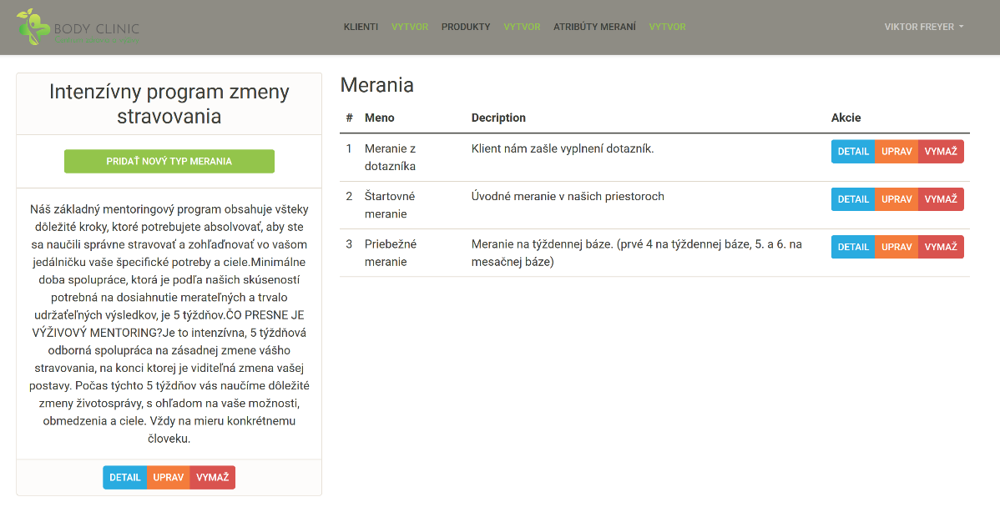 BODY CLINIC
KLIENTI VYTVOR PRODUKTY VYTVOR ATRIBÚTY MERANÍ VYTVOR
VIKTOR FREYER
Intenzívny program zmeny
stravovania
PRIDAŤ NOVÝ TYP MERANIA
Náš základný mentoringový program obsahuje všteky
dôležité kroky, ktoré potrebujete absolvovať, aby ste
sa naučili správne stravovať a zohľaďnovať vo vašom
jedálničku vaše špecifické potreby a ciele.Minimálne
doba spolupráce, ktorá je podľa našich skúseností
potrebná na dosiahnutie merateľných a trvalo
udržaťeľných výsledkov, je 5 týždňov.ČO PRESNE JE
VÝŽIVOVÝ MENTORING?Je to intenzívna, 5 týždňová
odborná spolupráca na zásadnej zmene vášho
stravovania, na konci ktorej je viditeľná zmena vašej
postavy. Počas týchto 5 týždňov vás naučíme dôležité
zmeny životosprávy, s ohľadom na vaše možnosti,
obmedzenia a ciele. Vždy na mieru konkrétnemu
človeku.
DETAIL UPRAV VYMAŽ
Merania
# Meno Decription Akcie
1 Meranie z Klient nám zašle vyplnení dotazník. DETAIL UPRAV VYMAŽ
dotazníka
2 Štartovné Úvodné meranie v našich priestoroch DETAIL UPRAV VYMAŽ
meranie
3 Priebežné Meranie na týždennej báze. (prvé 4 na týždennej báze, 5. a 6. na DETAIL UPRAV VYMAŽ
meranie mesačnej báze)